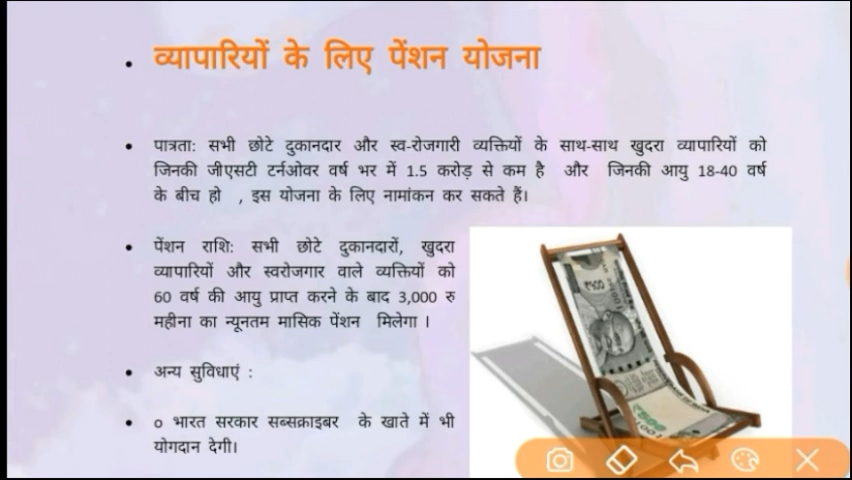 • व्यापारियों के लिए पेंशन योजना
• पात्रता: सभी छोटे दुकानदार और स्व-रोजगारी व्यक्तियों के साथ-साथ खुदरा व्यापारियों को
जिनकी जीएसटी टर्नओवर वर्ष भर में 1.5 करोड़ से कम है और जिनकी आयु 18-40 वर्ष
के बीच हो , इस योजना के लिए नामांकन कर सकते हैं।
• पेंशन राशि: सभी छोटे दुकानदारों, खुदरा
व्यापारियों और स्वरोजगार वाले व्यक्तियों को
60 वर्ष की आयु प्राप्त करने के बाद 3,000 रु
महीना का न्यूनतम मासिक पेंशन मिलेगा ।
• अन्य सुविधाएं :
• o भारत सरकार सब्सक्राइबर के खाते में भी
योगदान देगी।
₹500
₹500